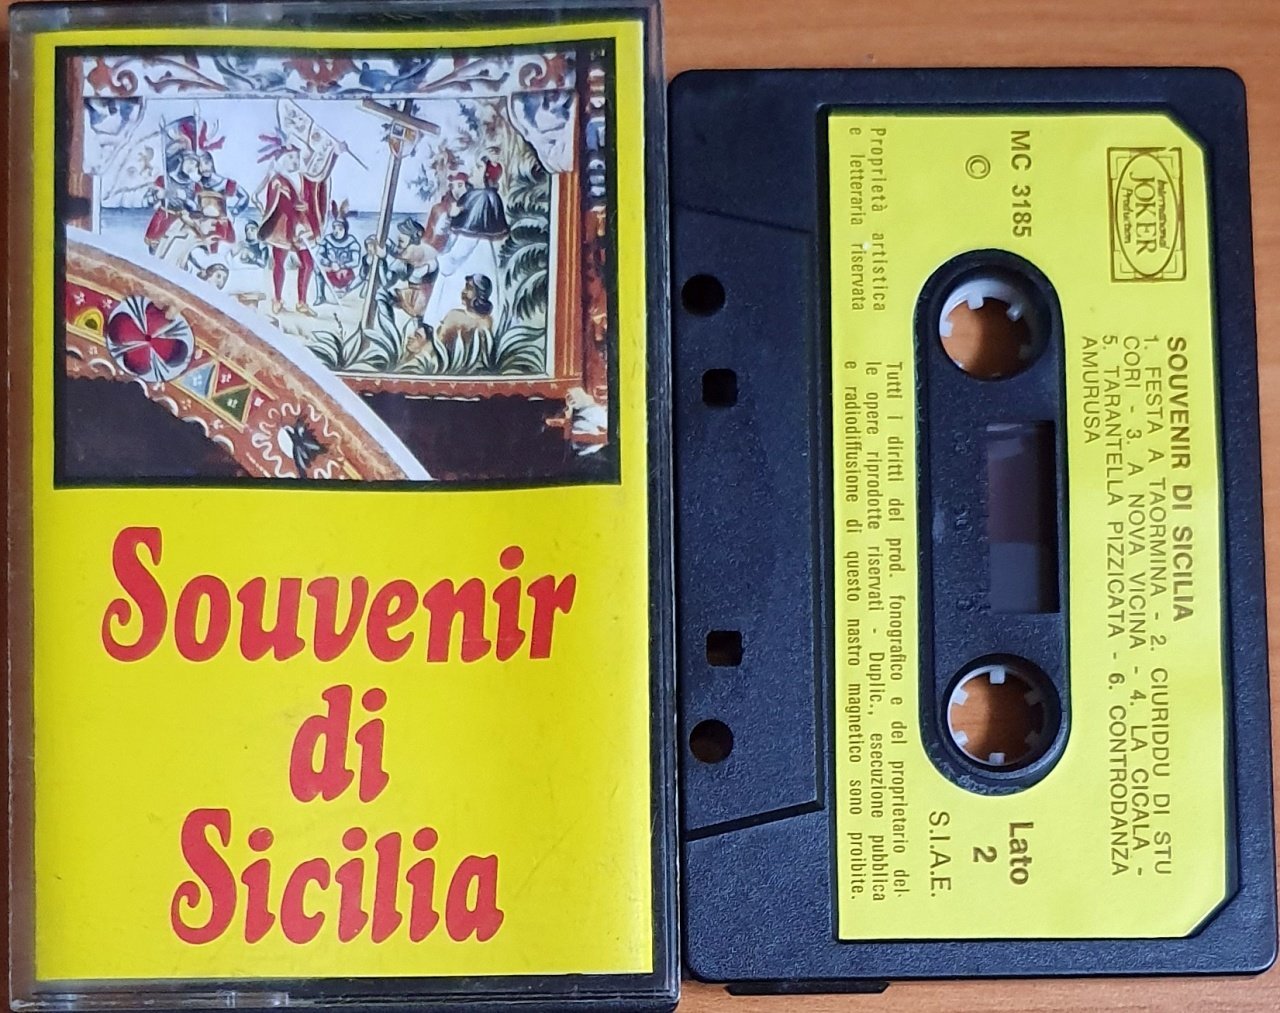 Souvenir
di
Sicilia
International
JOKER
Production
SOUVENIR DI SICILIA
1. FESTA A TAORMINA - 2. CIURIDDU DI STU
CORI - 3. A NOVA VICINA - 4. LA CICALA -
5. TARANTELLA PIZZICATA - 6. CONTRODANZA
AMURUSA
MC 3185
©
Lato
2
S.I.A.E.
Proprietà artistica
e letteraria riservata
Tutti i diritti del prod. fonografico e del proprietario del-
le opere riprodotte riservati - Duplic., esecuzione pubblica
e radiodiffusione di questo nastro magnetico sono proibite.